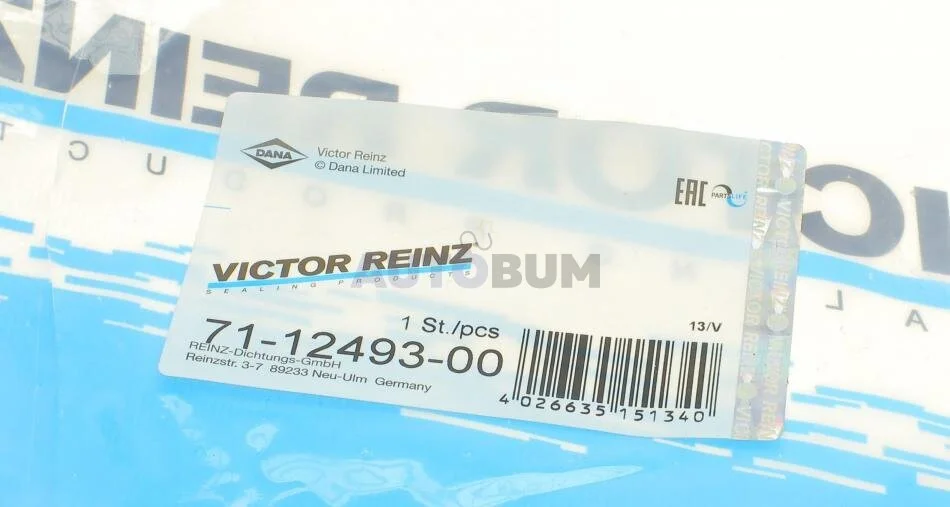 DANA
Victor Reinz
© Dana Limited
EAC
PARTSLIFE
VICTOR REINZ
SEALING PRODUCTS
AUTOBUM
1 St./pcs
13/V
71-12493-00
REINZ-Dichtungs-GmbH
Reinzstr. 3-7 89233 Neu-Ulm Germany
4 026635 151340